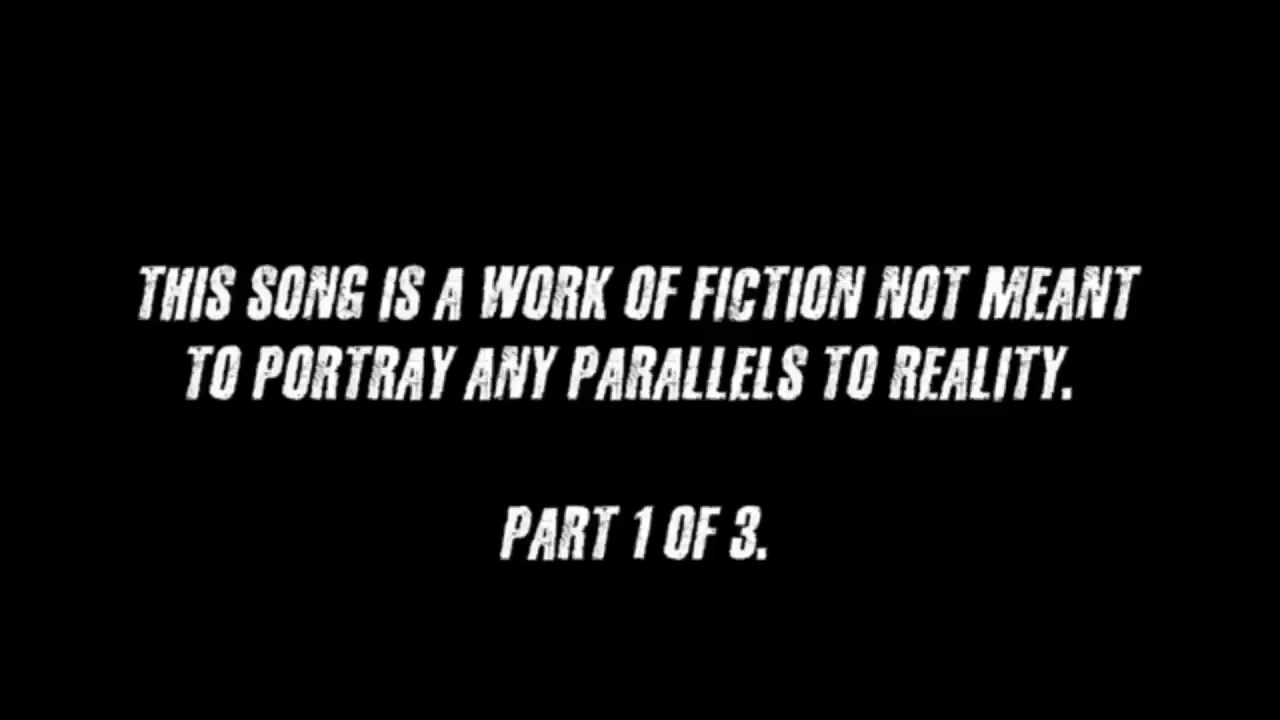 THIS SONG IS A WORK OF FICTION NOT MEANT
TO PORTRAY ANY PARALLELS TO REALITY.
PART 1 OF 3.